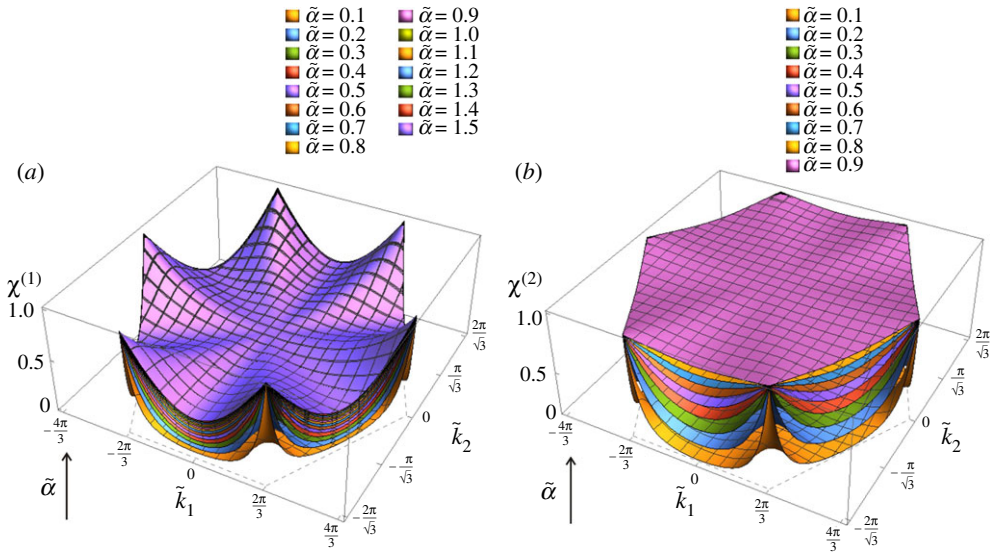 α̃ = 0.1 α̃ = 0.9
α̃ = 0.2 α̃ = 1.0
α̃ = 0.3 α̃ = 1.1
α̃ = 0.4 α̃ = 1.2
α̃ = 0.5 α̃ = 1.3
α̃ = 0.6 α̃ = 1.4
α̃ = 0.7 α̃ = 1.5
α̃ = 0.8
(a)
χ(1)
1.0
0.5
0
−4π/3
−2π/3
0
2π/3
4π/3
k̃1
2π/√3
π/√3
0
−π/√3
−2π/√3
k̃2
α̃
α̃ = 0.1
α̃ = 0.2
α̃ = 0.3
α̃ = 0.4
α̃ = 0.5
α̃ = 0.6
α̃ = 0.7
α̃ = 0.8
α̃ = 0.9
(b)
χ(2)
1.0
0.5
0
−4π/3
−2π/3
0
2π/3
4π/3
k̃1
2π/√3
π/√3
0
−π/√3
−2π/√3
k̃2
α̃